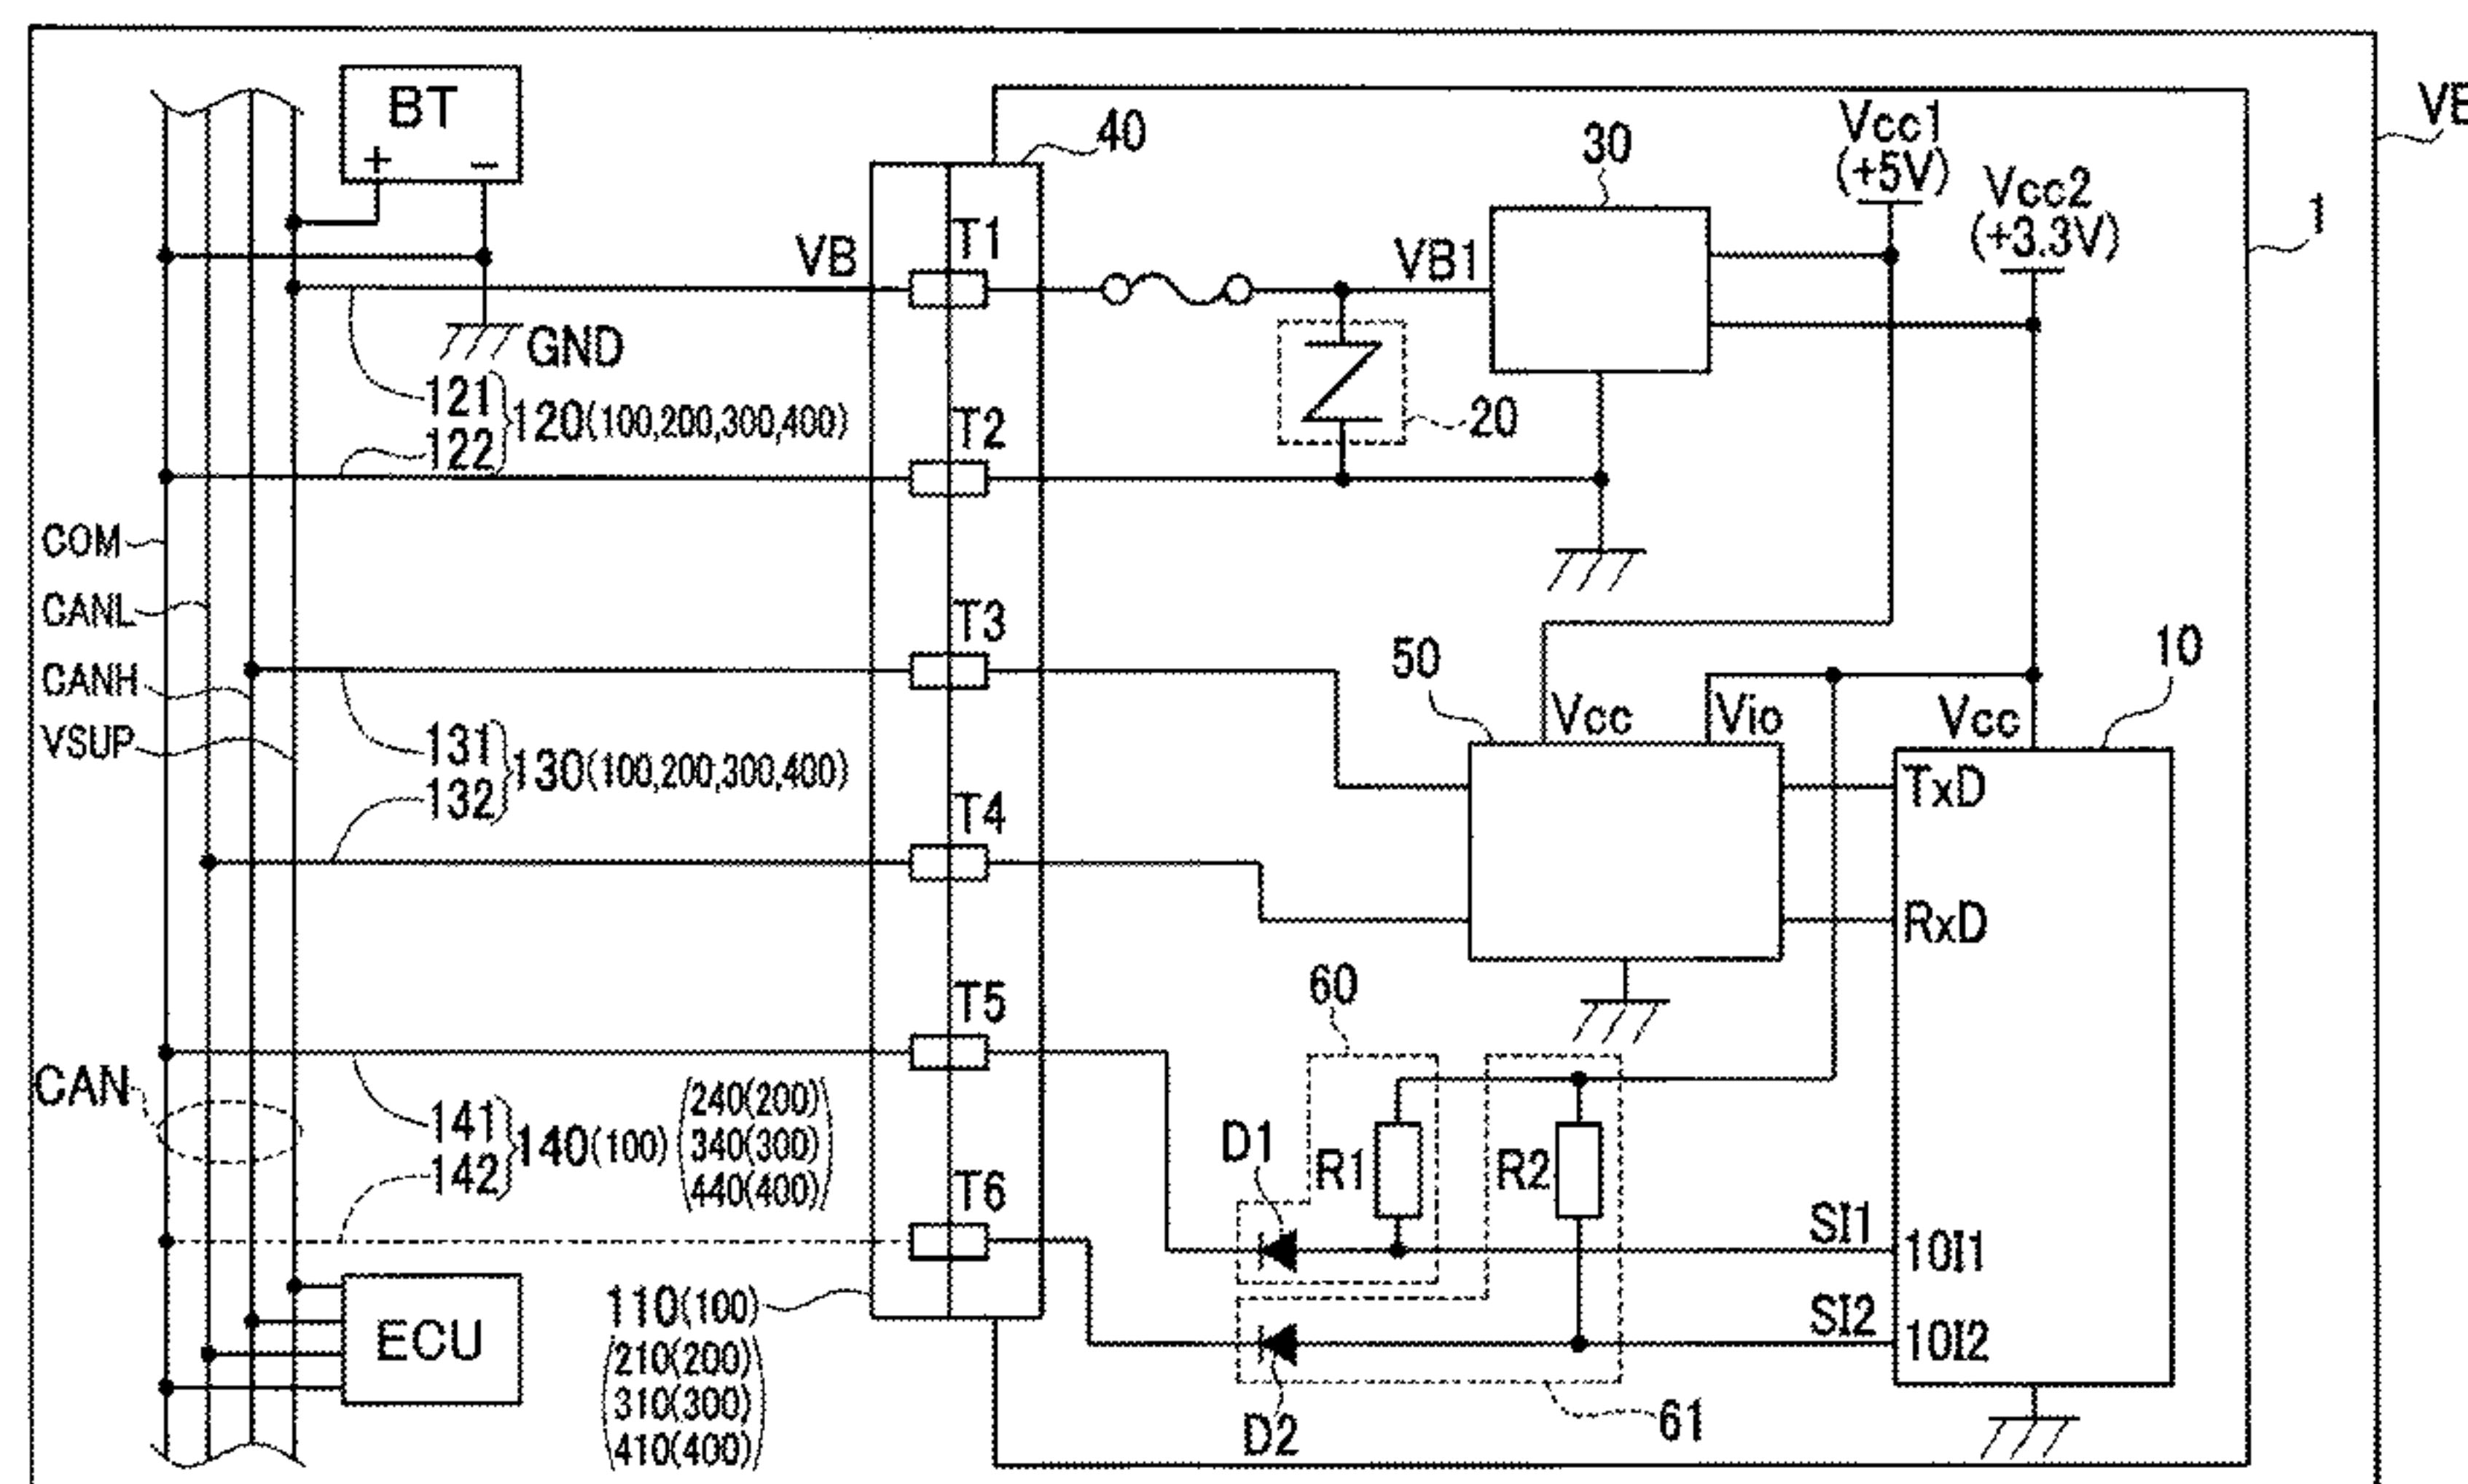 BT
+ −
40
Vcc1
(+5V)
VE
30
Vcc2
(+3.3V)
1
VB
T1
VB1
GND
121
122
120(100,200,300,400)
T2
20
COM
CANL
CANH
VSUP
T3
50
10
Vcc
Vio
Vcc
131
132
130(100,200,300,400)
TxD
T4
RxD
T5
60
CAN
141
142
140(100)
240(200)
340(300)
440(400)
D1
R1
R2
T6
SI1
10I1
110(100)
210(200)
310(300)
410(400)
ECU
SI2
10I2
D2
61